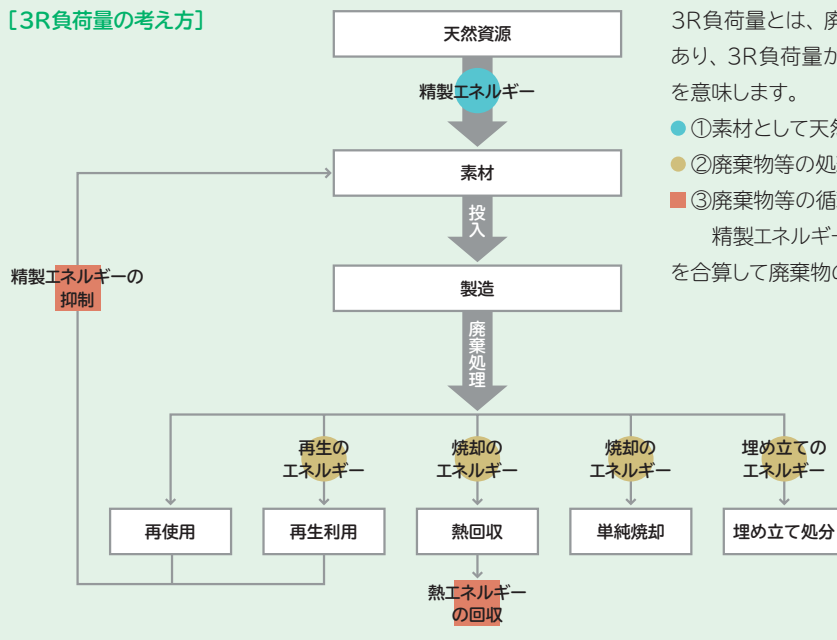 [3R負荷量の考え方]
天然資源
精製エネルギー
素材
投入
製造
廃棄処理
精製エネルギーの
抑制
再生の
エネルギー
焼却の
エネルギー
焼却の
エネルギー
埋め立ての
エネルギー
再使用
再生利用
熱回収
単純焼却
埋め立て処分
熱エネルギー
の回収
3R負荷量とは、廃
あり、3R負荷量が
を意味します。
●①素材として天然
●②廃棄物等の処
■③廃棄物等の循
精製エネルギー
を合算して廃棄物の